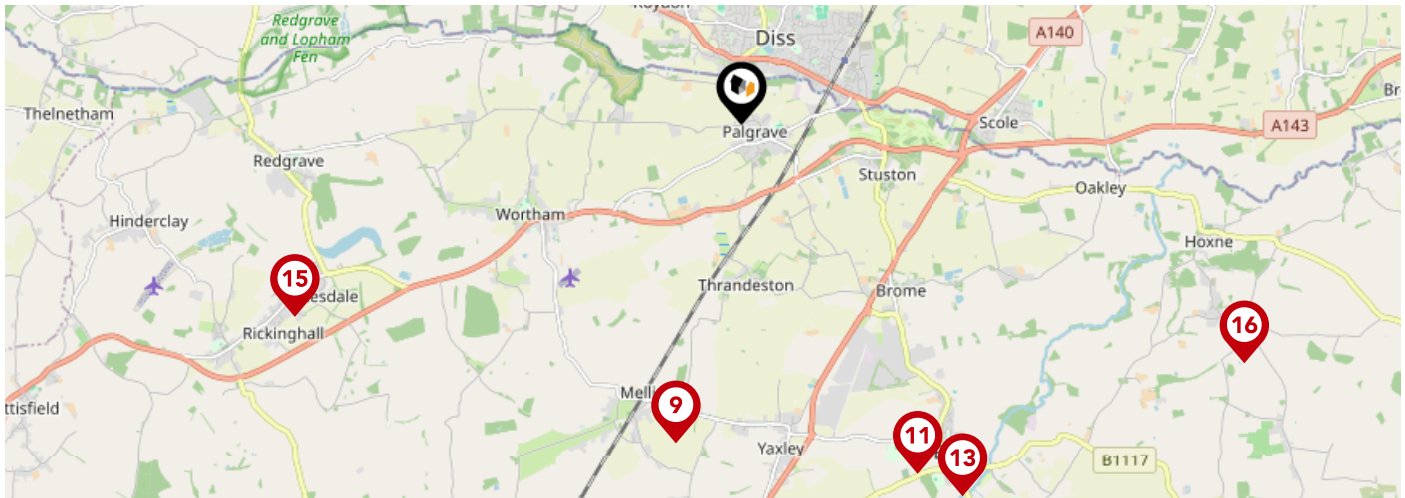 Roydon
Redgrave
and Lopham
Fen
Diss
A140
Thelnetham
Palgrave
Scole
A143
Redgrave
Stuston
Oakley
Wortham
Hinderclay
Hoxne
15
Thrandeston
Brome
Rickinghall
16
9
Yaxley
11
13
B1117